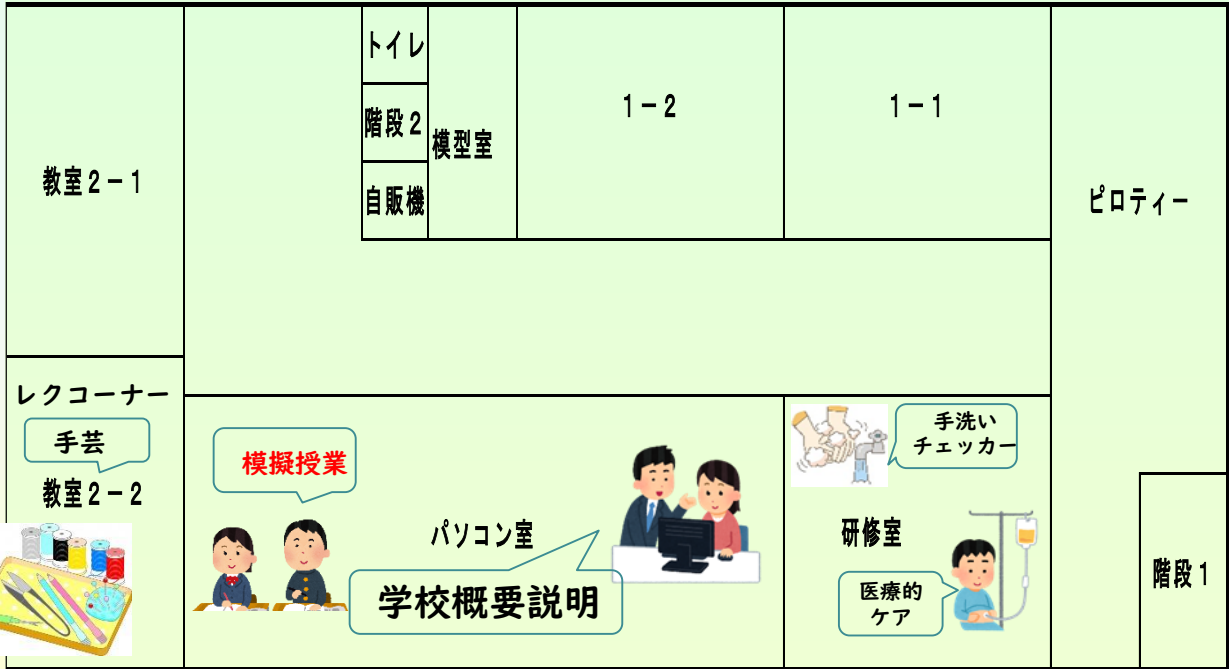 トイレ
階段2
模型室
自販機
1-2
1-1
教室2-1
ピロティー
レクコーナー
手芸
教室2-2
模擬授業
パソコン室
学校概要説明
手洗い
チェッカー
研修室
医療的
ケア
階段1